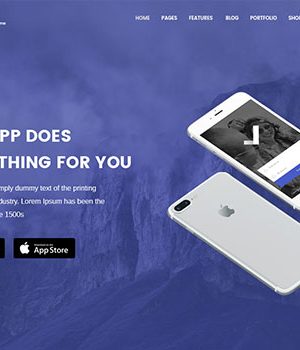 HOME PAGES FEATURES BLOG PORTFOLIO SHO
PP DOES
THING FOR YOU
mply dummy text of the printing
dustry. Lorem Ipsum has been the
e 1500s
App Store